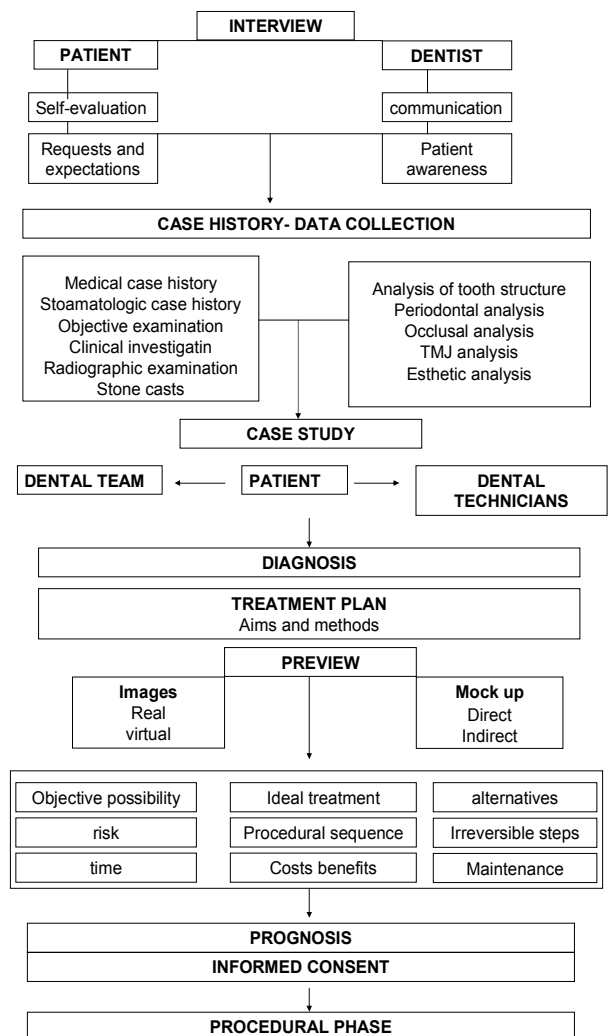 INTERVIEW
PATIENT
DENTIST
Self-evaluation
communication
Requests and
expectations
Patient
awareness
CASE HISTORY- DATA COLLECTION
Medical case history
Stoamatologic case history
Objective examination
Clinical investigatin
Radiographic examination
Stone casts
Analysis of tooth structure
Periodontal analysis
Occlusal analysis
TMJ analysis
Esthetic analysis
CASE STUDY
DENTAL TEAM
PATIENT
DENTAL
TECHNICIANS
DIAGNOSIS
TREATMENT PLAN
Aims and methods
PREVIEW
Images
Real
virtual
Mock up
Direct
Indirect
Objective possibility
Ideal treatment
alternatives
risk
Procedural sequence
Irreversible steps
time
Costs benefits
Maintenance
PROGNOSIS
INFORMED CONSENT
PROCEDURAL PHASE